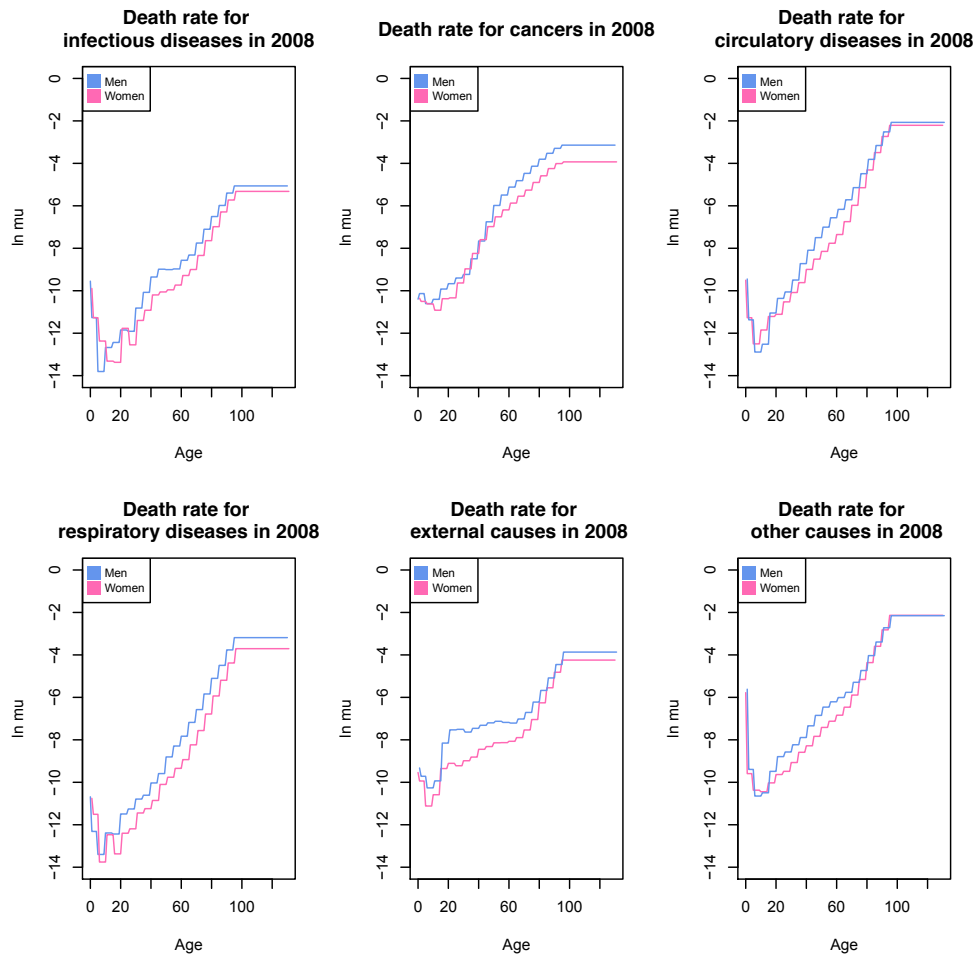 Death rate for
infectious diseases in 2008
Men
Women
0
−2
−4
−6
−8
−10
−12
−14
ln mu
0 20 60 100
Age
Death rate for cancers in 2008
Men
Women
0
−2
−4
−6
−8
−10
−12
−14
ln mu
0 20 60 100
Age
Death rate for
circulatory diseases in 2008
Men
Women
0
−2
−4
−6
−8
−10
−12
−14
ln mu
0 20 60 100
Age
Death rate for
respiratory diseases in 2008
Men
Women
0
−2
−4
−6
−8
−10
−12
−14
ln mu
0 20 60 100
Age
Death rate for
external causes in 2008
Men
Women
0
−2
−4
−6
−8
−10
−12
−14
ln mu
0 20 60 100
Age
Death rate for
other causes in 2008
Men
Women
0
−2
−4
−6
−8
−10
−12
−14
ln mu
0 20 60 100
Age